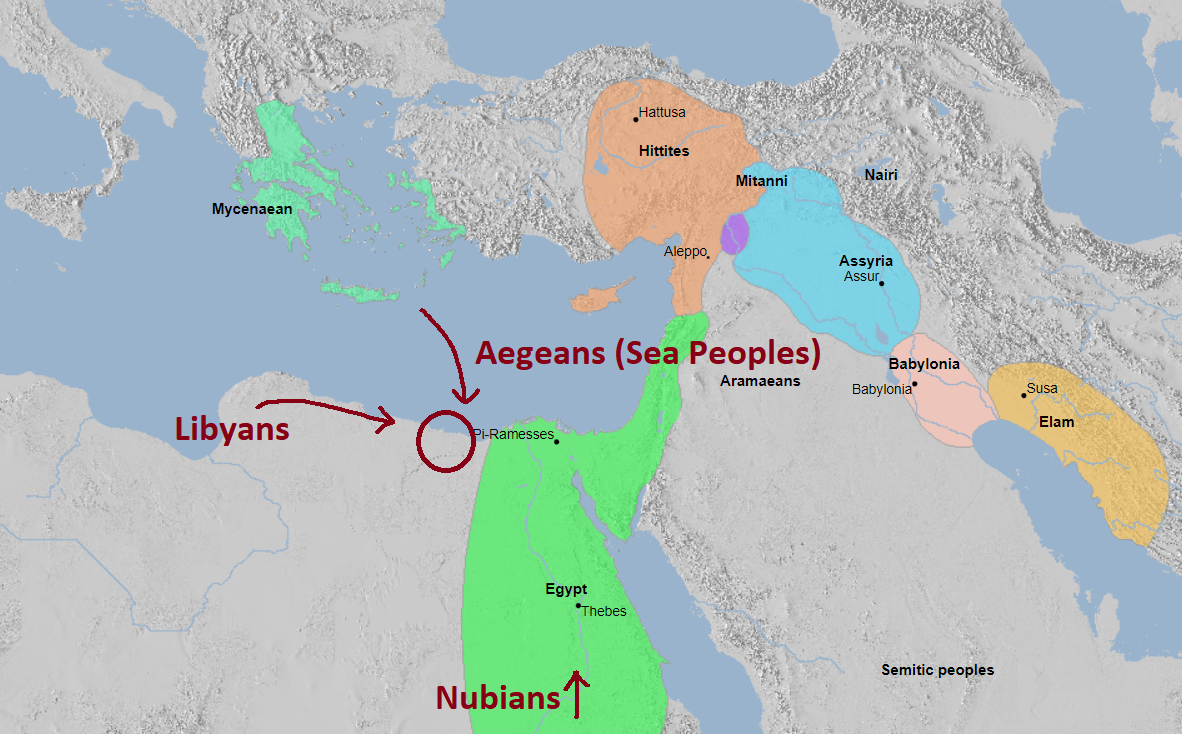 Hattusa
Hittites
Mitanni
Nairi
Mycenaean
Aleppo
Assyria
Assur
Aegeans (Sea Peoples)
Babylonia
Aramaeans
Babylonia
Susa
Elam
Libyans
Pi-Ramesses
Egypt
Thebes
Semitic peoples
Nubians